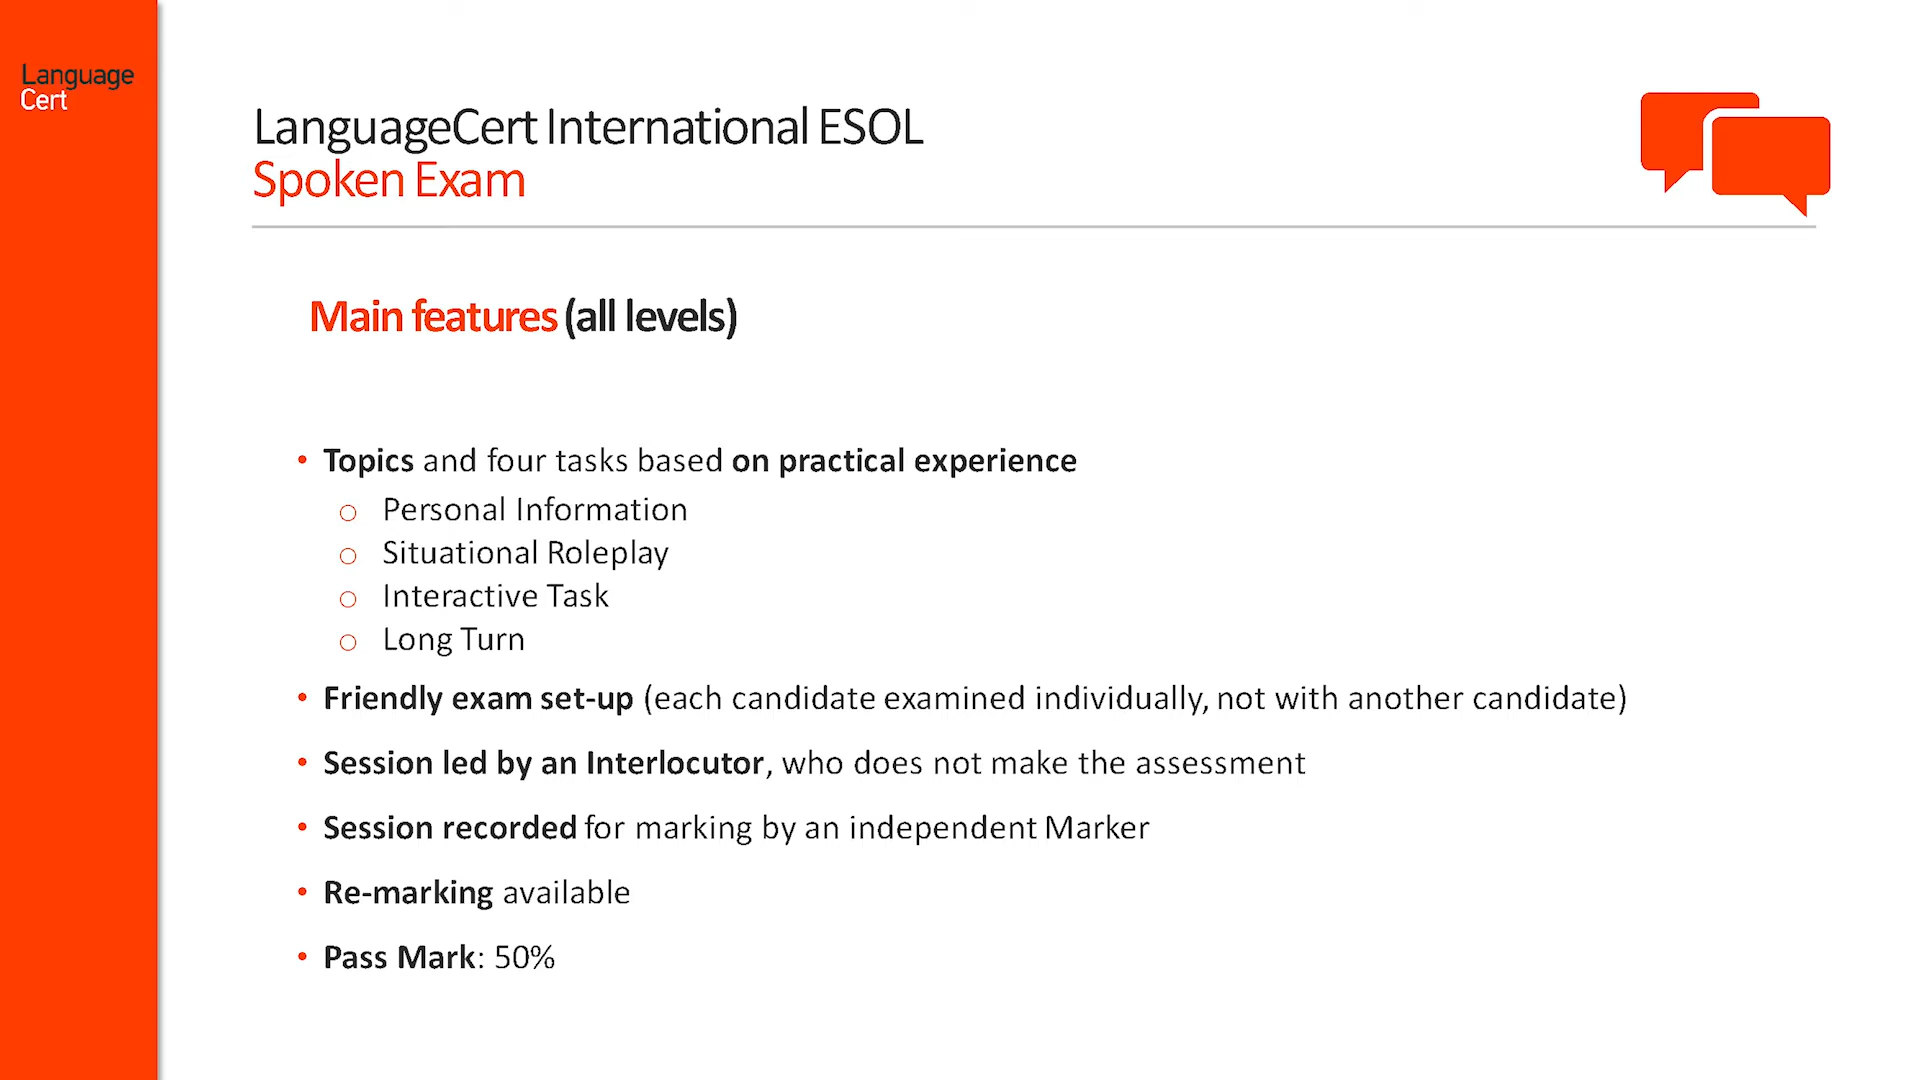 Language
Cert
LanguageCert International ESOL
Spoken Exam
Main features (all levels)
• Topics and four tasks based on practical experience
o Personal Information
o Situational Roleplay
o Interactive Task
o Long Turn
• Friendly exam set-up (each candidate examined individually, not with another candidate)
• Session led by an Interlocutor, who does not make the assessment
• Session recorded for marking by an independent Marker
• Re-marking available
• Pass Mark: 50%